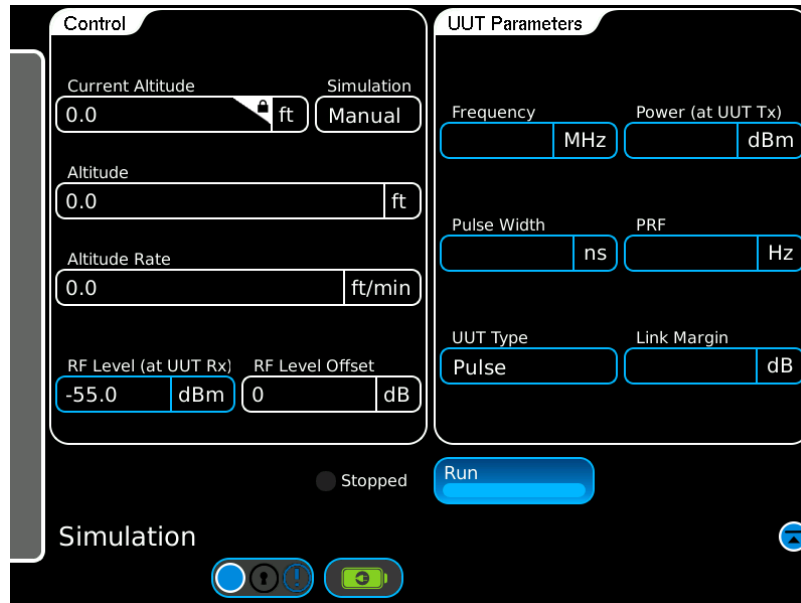 Control
Current Altitude
0.0 ft
Simulation
Manual
Altitude
0.0 ft
Altitude Rate
0.0 ft/min
RF Level (at UUT Rx)
-55.0 dBm
RF Level Offset
0 dB
UUT Parameters
Frequency
MHz
Power (at UUT Tx)
dBm
Pulse Width
ns
PRF
Hz
UUT Type
Pulse
Link Margin
dB
Stopped
Run
Simulation